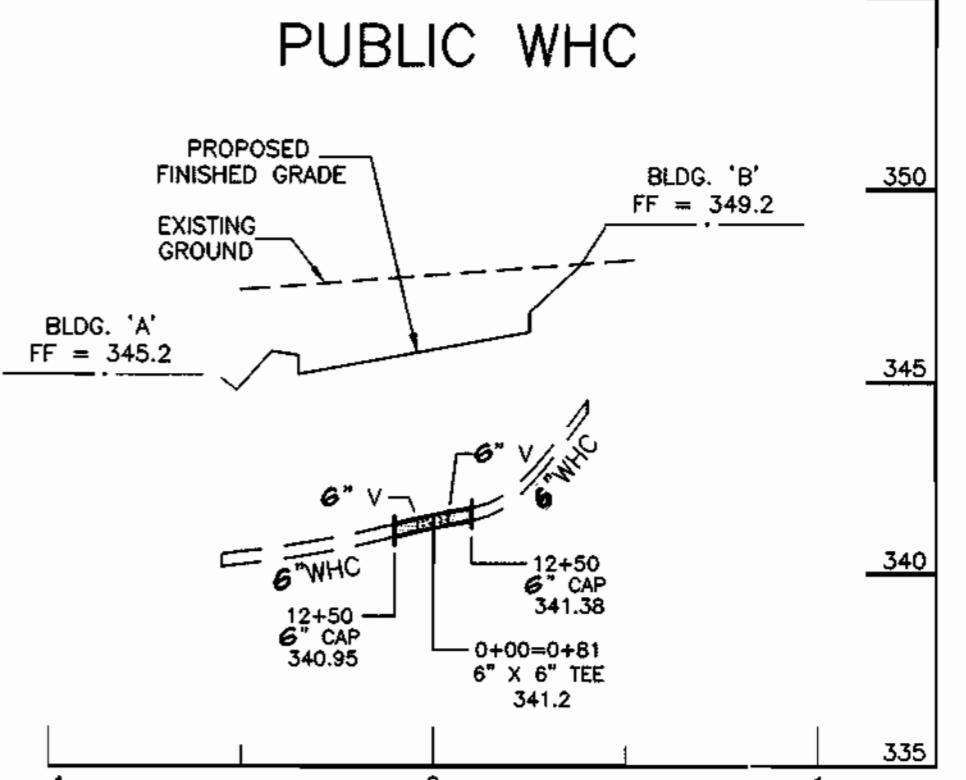 PUBLIC WHC
PROPOSED
FINISHED GRADE
BLDG. 'B'
FF = 349.2
350
EXISTING
GROUND
BLDG. 'A'
FF = 345.2
345
6" V
6" V
6" WHC
6" WHC
340
12+50
6" CAP
341.38
12+50
6" CAP
340.95
0+00=0+81
6" X 6" TEE
341.2
335